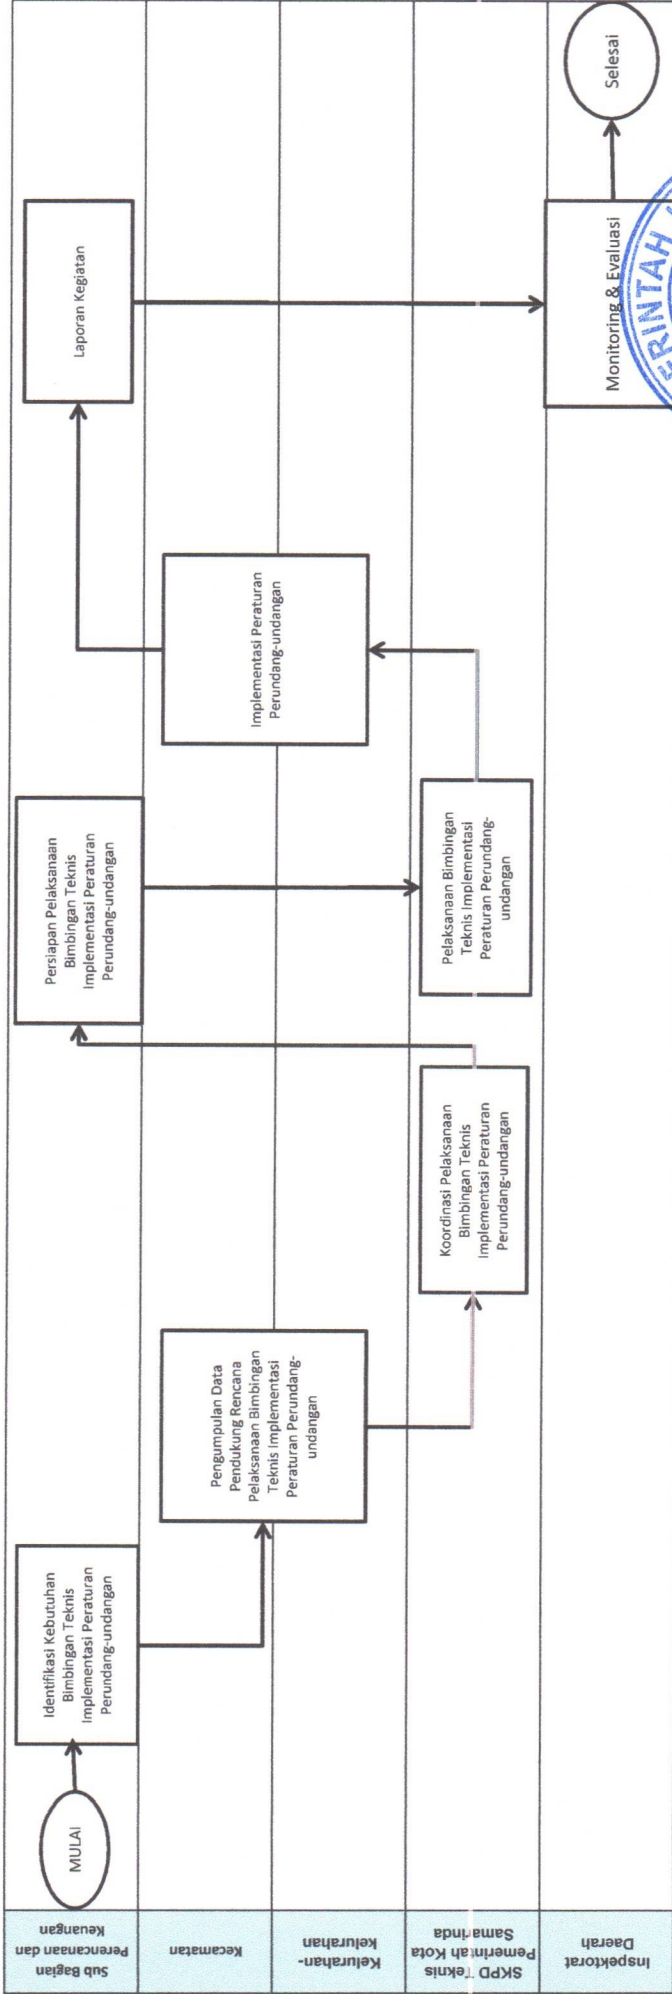 Sub Bagian
Perencanaan dan
Keuangan
Kecamatan
Kelurahan-
kelurahan
SKPD Teknis
Pemerintah Kota
Samarinda
Inspektorat
Daerah
MULAI
Identifikasi Kebutuhan
Bimbingan Teknis
Implementasi Peraturan
Perundang-undangan
Pengumpulan Data
Pendukung Rencana
Pelaksanaan Bimbingan
Teknis Implementasi
Peraturan Perundang-
undangan
Koordinasi Pelaksanaan
Bimbingan Teknis
Implementasi Peraturan
Perundang-undangan
Persiapan Pelaksanaan
Bimbingan Teknis
Implementasi Peraturan
Perundang-undangan
Pelaksanaan Bimbingan
Teknis Implementasi
Peraturan Perundang-
undangan
Implementasi Peraturan
Perundang-undangan
Laporan Kegiatan
Monitoring & Evaluasi
Selesai
ERINTAH